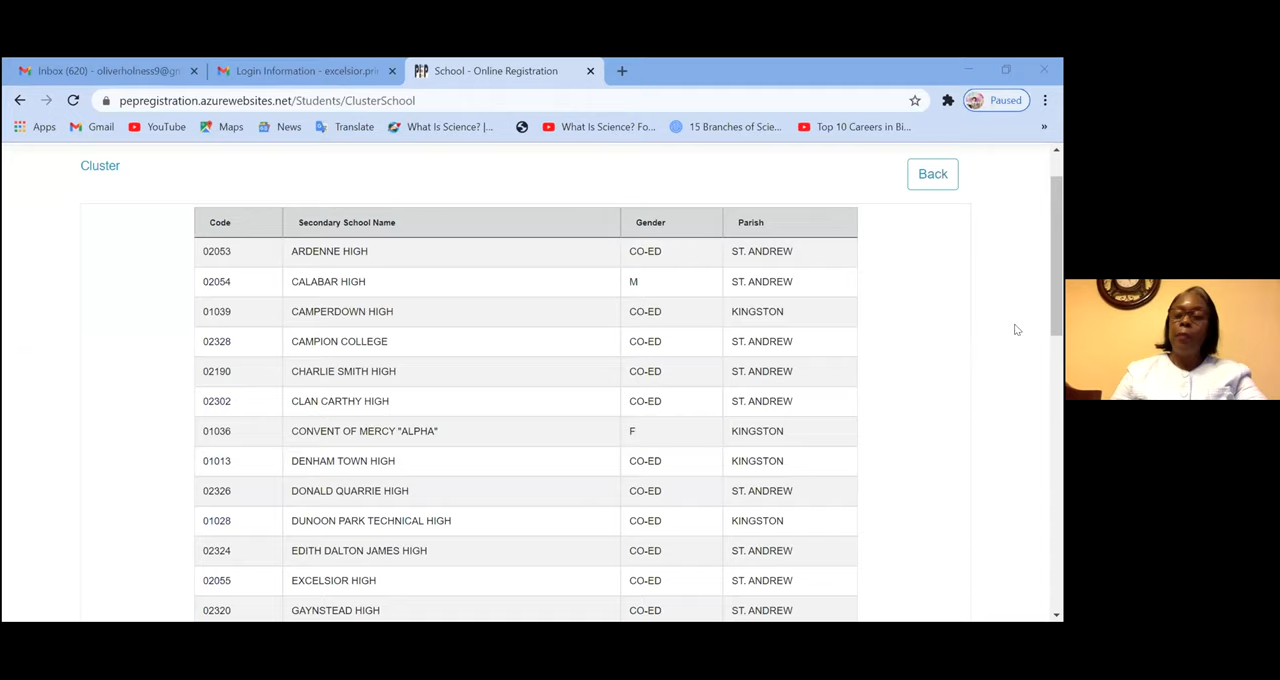 Inbox (620) - oliverholness9@gm
Login Information - excelsior.pri
PEP School - Online Registration
pepregistration.azurewebsites.net/Students/ClusterSchool
Paused
Apps Gmail YouTube Maps News Translate What Is Science? |... What Is Science? Fo... 15 Branches of Scie... Top 10 Careers in Bi... »
Cluster
Back
Code Secondary School Name Gender Parish
02053 ARDENNE HIGH CO-ED ST. ANDREW
02054 CALABAR HIGH M ST. ANDREW
01039 CAMPERDOWN HIGH CO-ED KINGSTON
02328 CAMPION COLLEGE CO-ED ST. ANDREW
02190 CHARLIE SMITH HIGH CO-ED ST. ANDREW
02302 CLAN CARTHY HIGH CO-ED ST. ANDREW
01036 CONVENT OF MERCY "ALPHA" F KINGSTON
01013 DENHAM TOWN HIGH CO-ED KINGSTON
02326 DONALD QUARRIE HIGH CO-ED ST. ANDREW
01028 DUNOON PARK TECHNICAL HIGH CO-ED KINGSTON
02324 EDITH DALTON JAMES HIGH CO-ED ST. ANDREW
02055 EXCELSIOR HIGH CO-ED ST. ANDREW
02320 GAYNSTEAD HIGH CO-ED ST. ANDREW